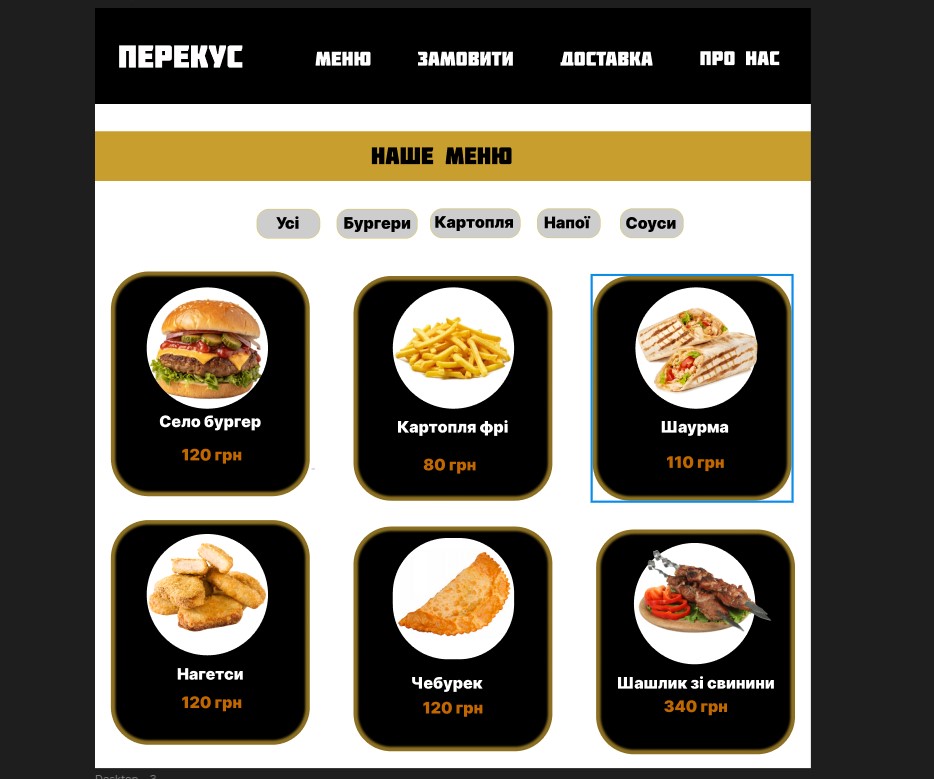 ПЕРЕКУС
МЕНЮ
ЗАМОВИТИ
ДОСТАВКА
ПРО НАС
НАШЕ МЕНЮ
Усі
Бургери
Картопля
Напої
Соуси
Село бургер
120 грн
Картопля фрі
80 грн
Шаурма
110 грн
Нагетси
120 грн
Чебурек
120 грн
Шашлик зі свинини
340 грн
Desktop - 3